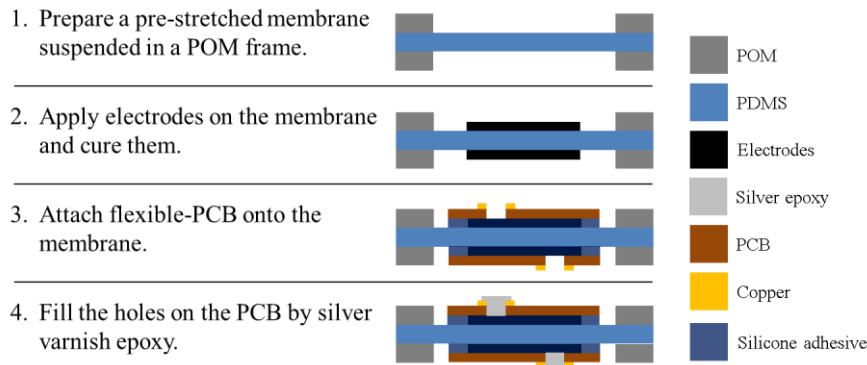 1. Prepare a pre-stretched membrane
suspended in a POM frame.
2. Apply electrodes on the membrane
and cure them.
3. Attach flexible-PCB onto the
membrane.
4. Fill the holes on the PCB by silver
varnish epoxy.
POM
PDMS
Electrodes
Silver epoxy
PCB
Copper
Silicone adhesive